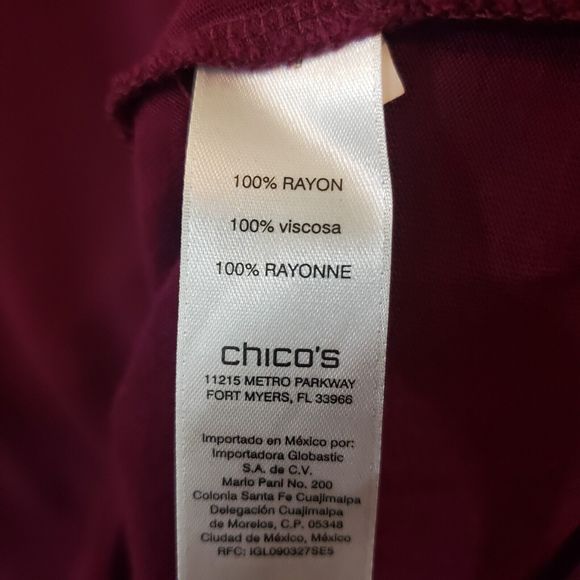 100% RAYON
100% viscosa
100% RAYONNE
chico's
11215 METRO PARKWAY
FORT MYERS, FL 33966
Importado en México por:
Importadora Globastic
S.A. de C.V.
Mario Pani No. 200
Colonia Santa Fe Cuajimalpa
Delegación Cuajimalpa
de Morelos, C.P. 05348
Ciudad de México, México
RFC: IGL090327SE5